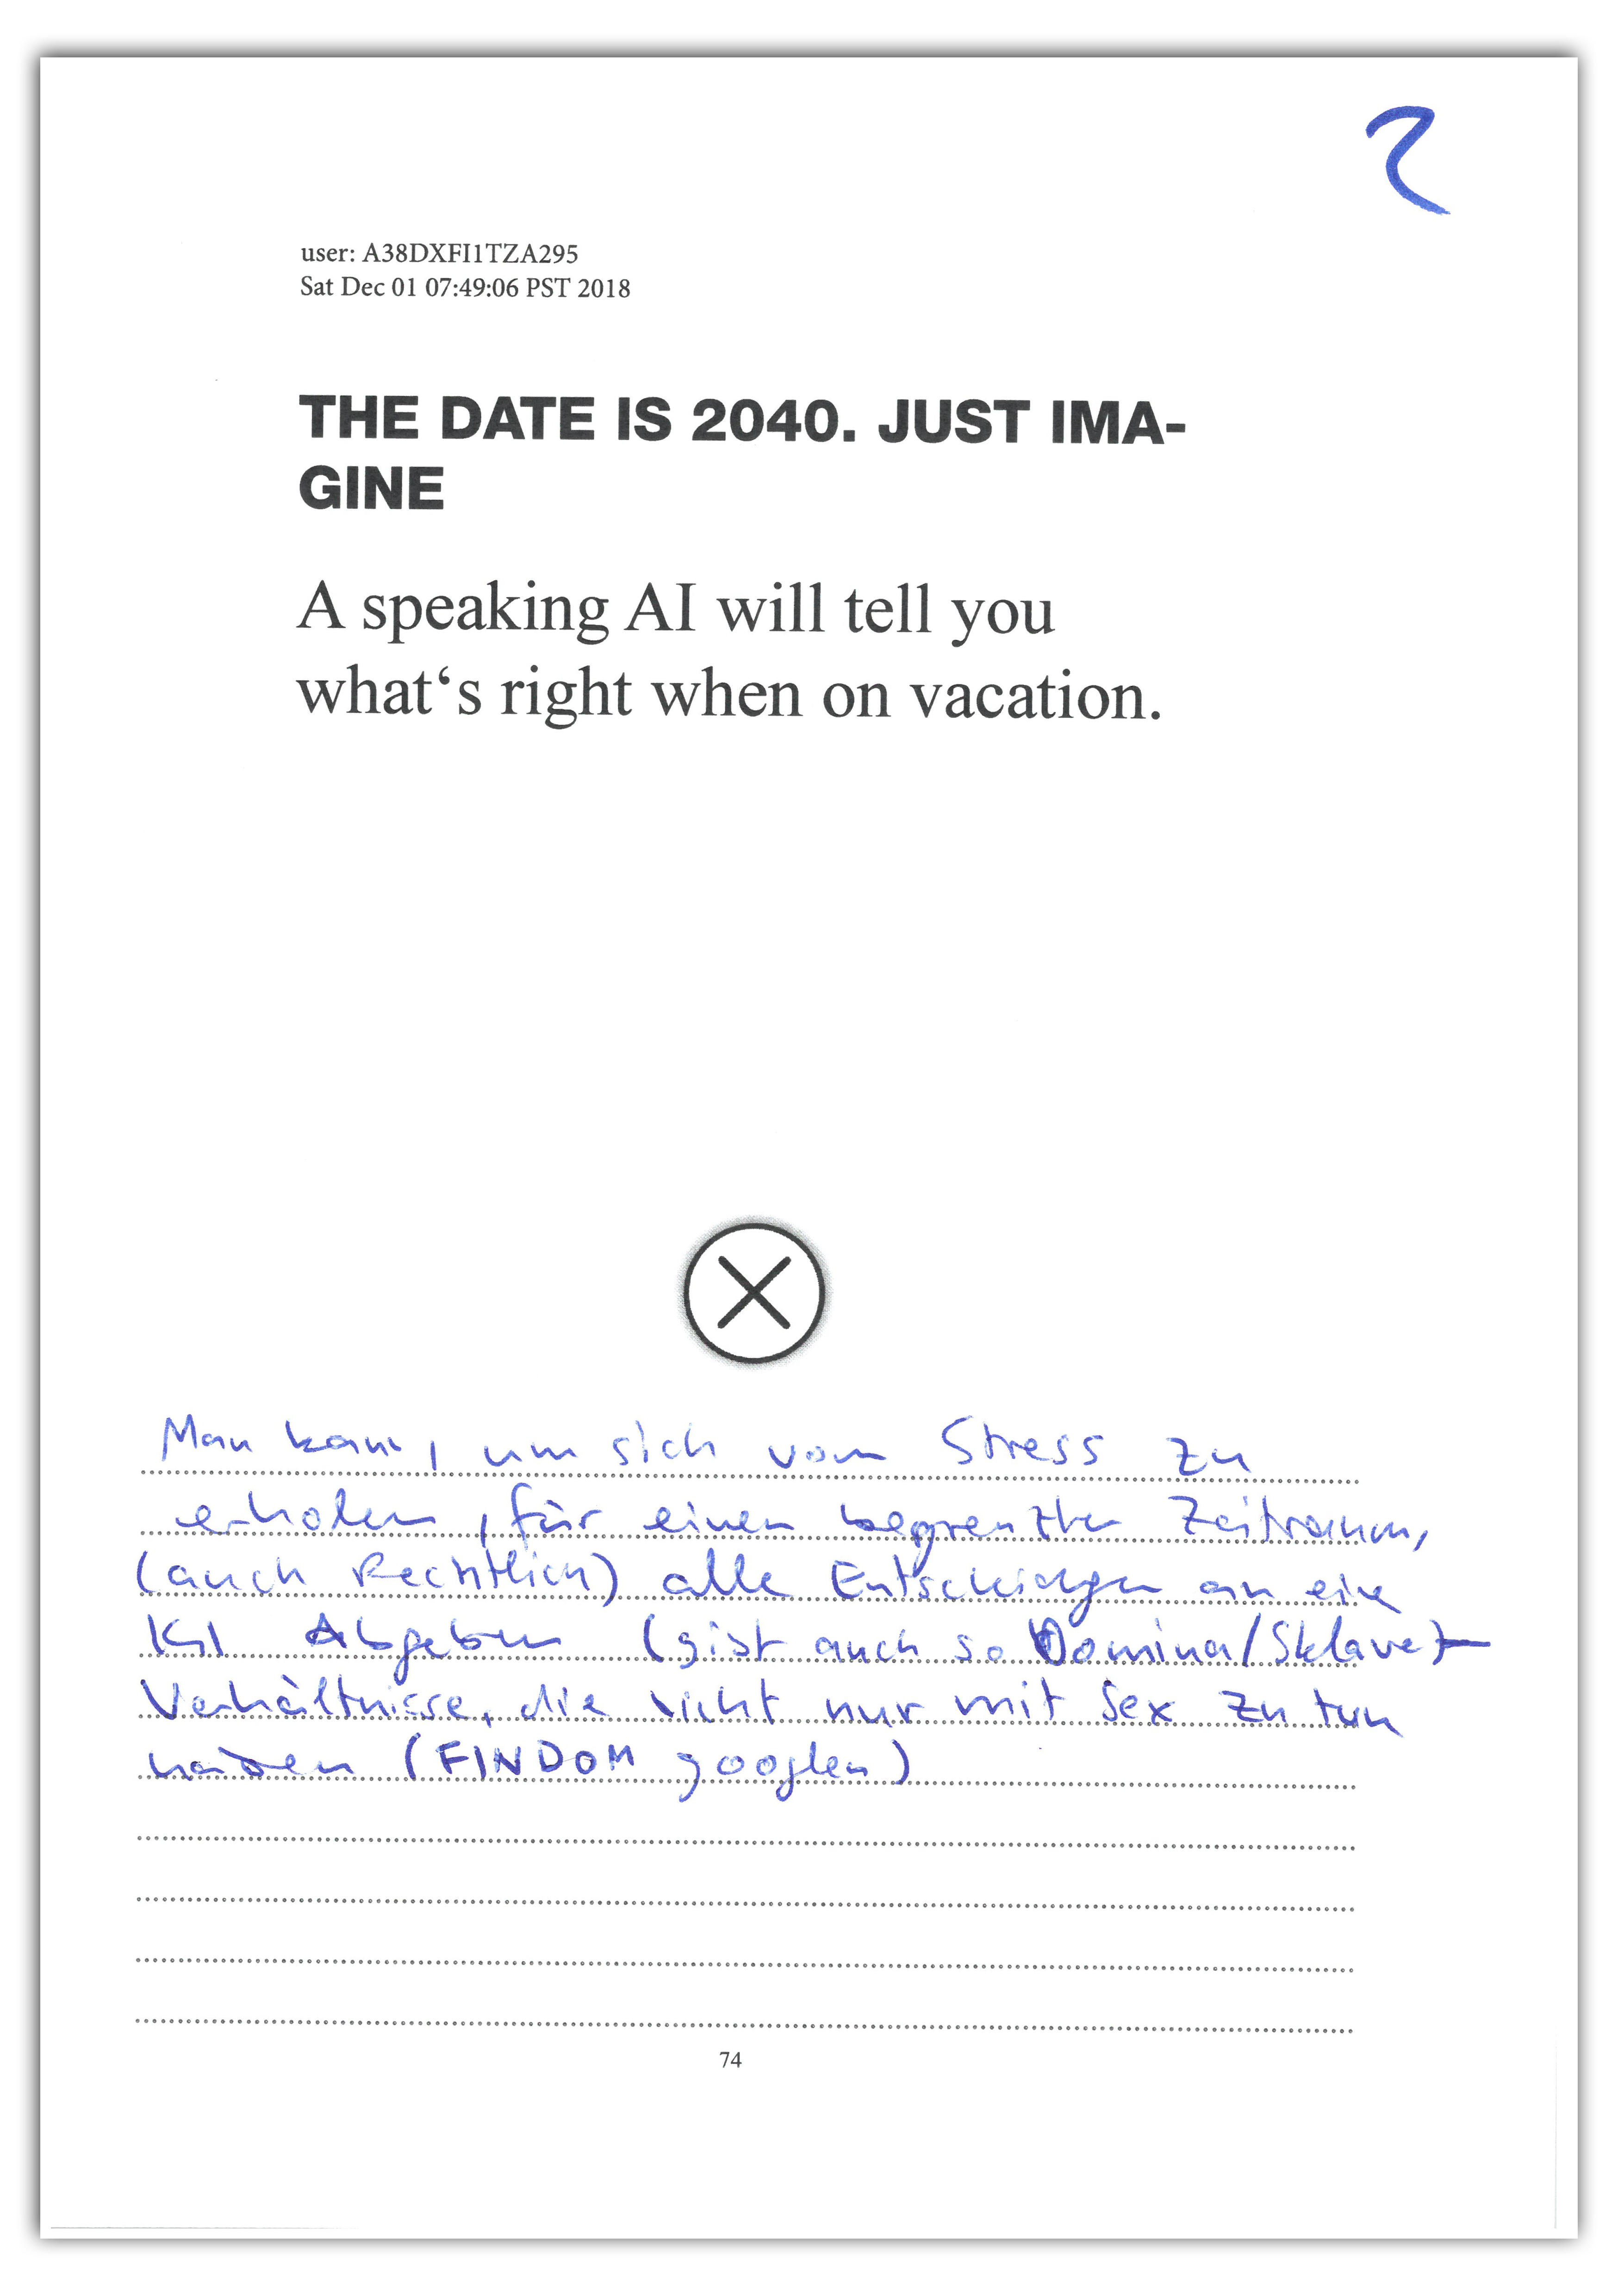 2
user: A38DXFI1TZA295
Sat Dec 01 07:49:06 PST 2018
THE DATE IS 2040. JUST IMA-
GINE
A speaking AI will tell you
what‘s right when on vacation.
Man kann, um sich vom Stress zu
erholen, für einen begrenzten Zeitraum,
(auch Rechtlich) alle Entscheidungen an eine
KI Abgeben (gibt auch so Domina/Sklave)-
Verhältnisse, die nicht nur mit Sex zu tun
haben (FINDOM googlen)
74